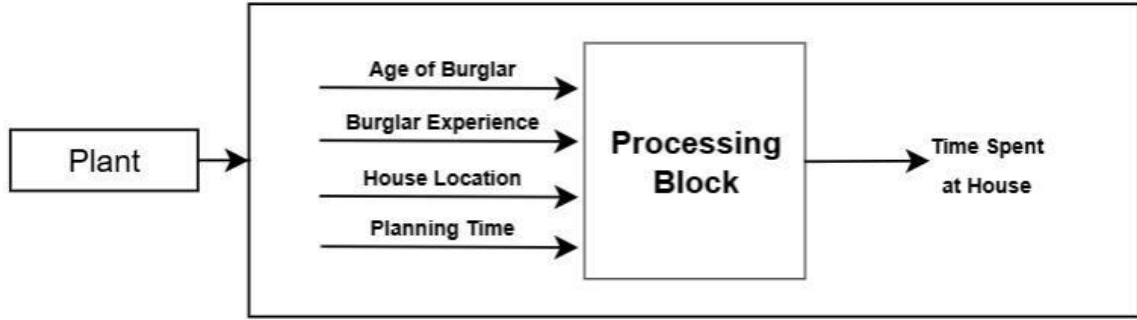 Plant
Age of Burglar
Burglar Experience
House Location
Planning Time
Processing
Block
Time Spent
at House